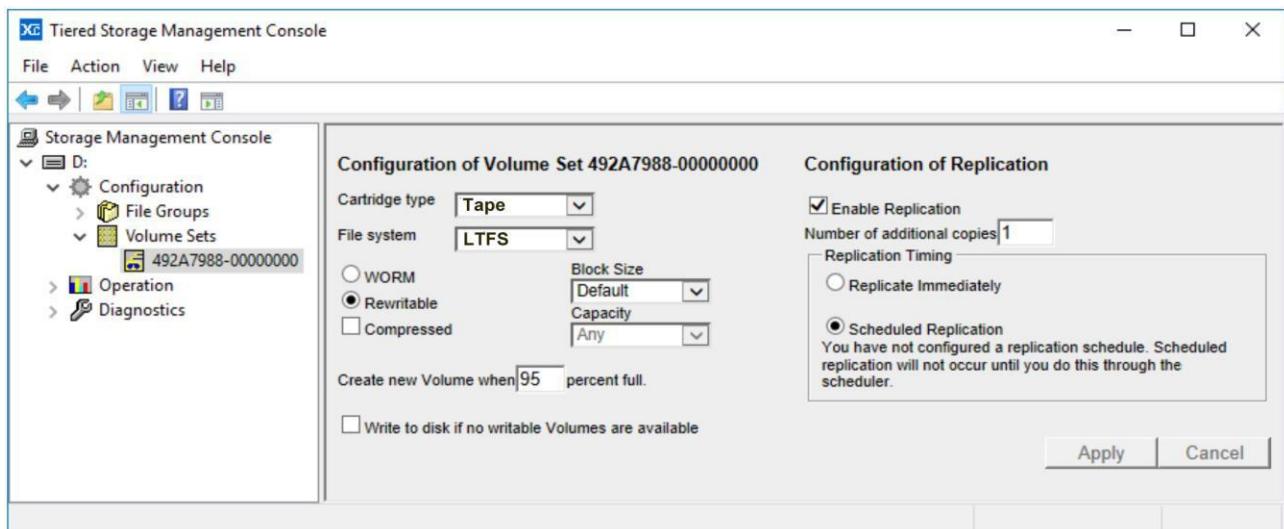 XC Tiered Storage Management Console
File Action View Help
Storage Management Console
D:
Configuration
File Groups
Volume Sets
492A7988-00000000
Operation
Diagnostics
Configuration of Volume Set 492A7988-00000000
Cartridge type Tape
File system LTFS
WORM
Rewritable
Compressed
Block Size
Default
Capacity
Any
Create new Volume when 95 percent full.
Write to disk if no writable Volumes are available
Configuration of Replication
Enable Replication
Number of additional copies 1
Replication Timing
Replicate Immediately
Scheduled Replication
You have not configured a replication schedule. Scheduled
replication will not occur until you do this through the
scheduler.
Apply Cancel